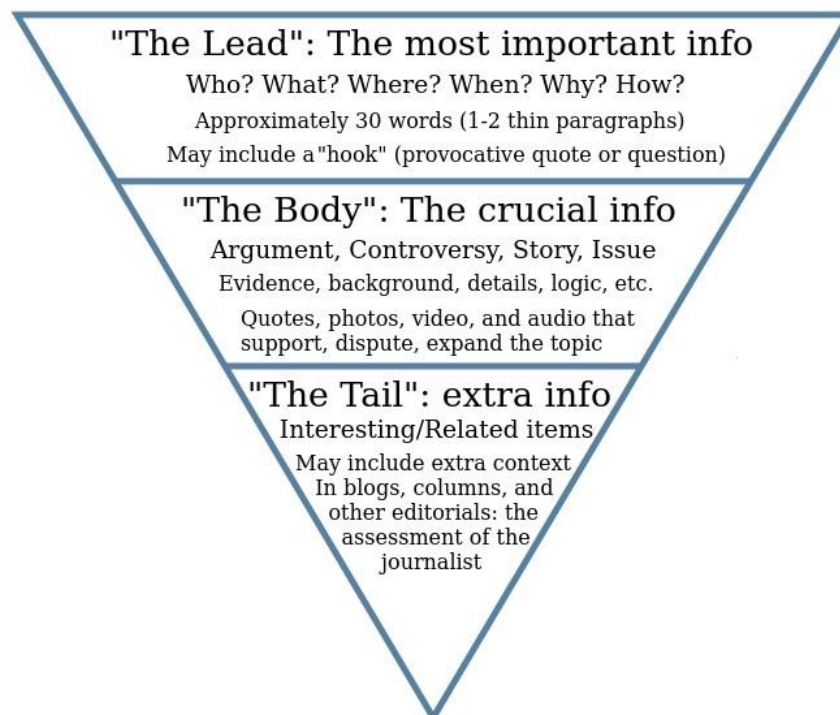 "The Lead": The most important info
Who? What? Where? When? Why? How?
Approximately 30 words (1-2 thin paragraphs)
May include a"hook" (provocative quote or question)
"The Body": The crucial info
Argument, Controversy, Story, Issue
Evidence, background, details, logic, etc.
Quotes, photos, video, and audio that
support, dispute, expand the topic
"The Tail": extra info
Interesting/Related items
May include extra context
In blogs, columns, and
other editorials: the
assessment of the
journalist